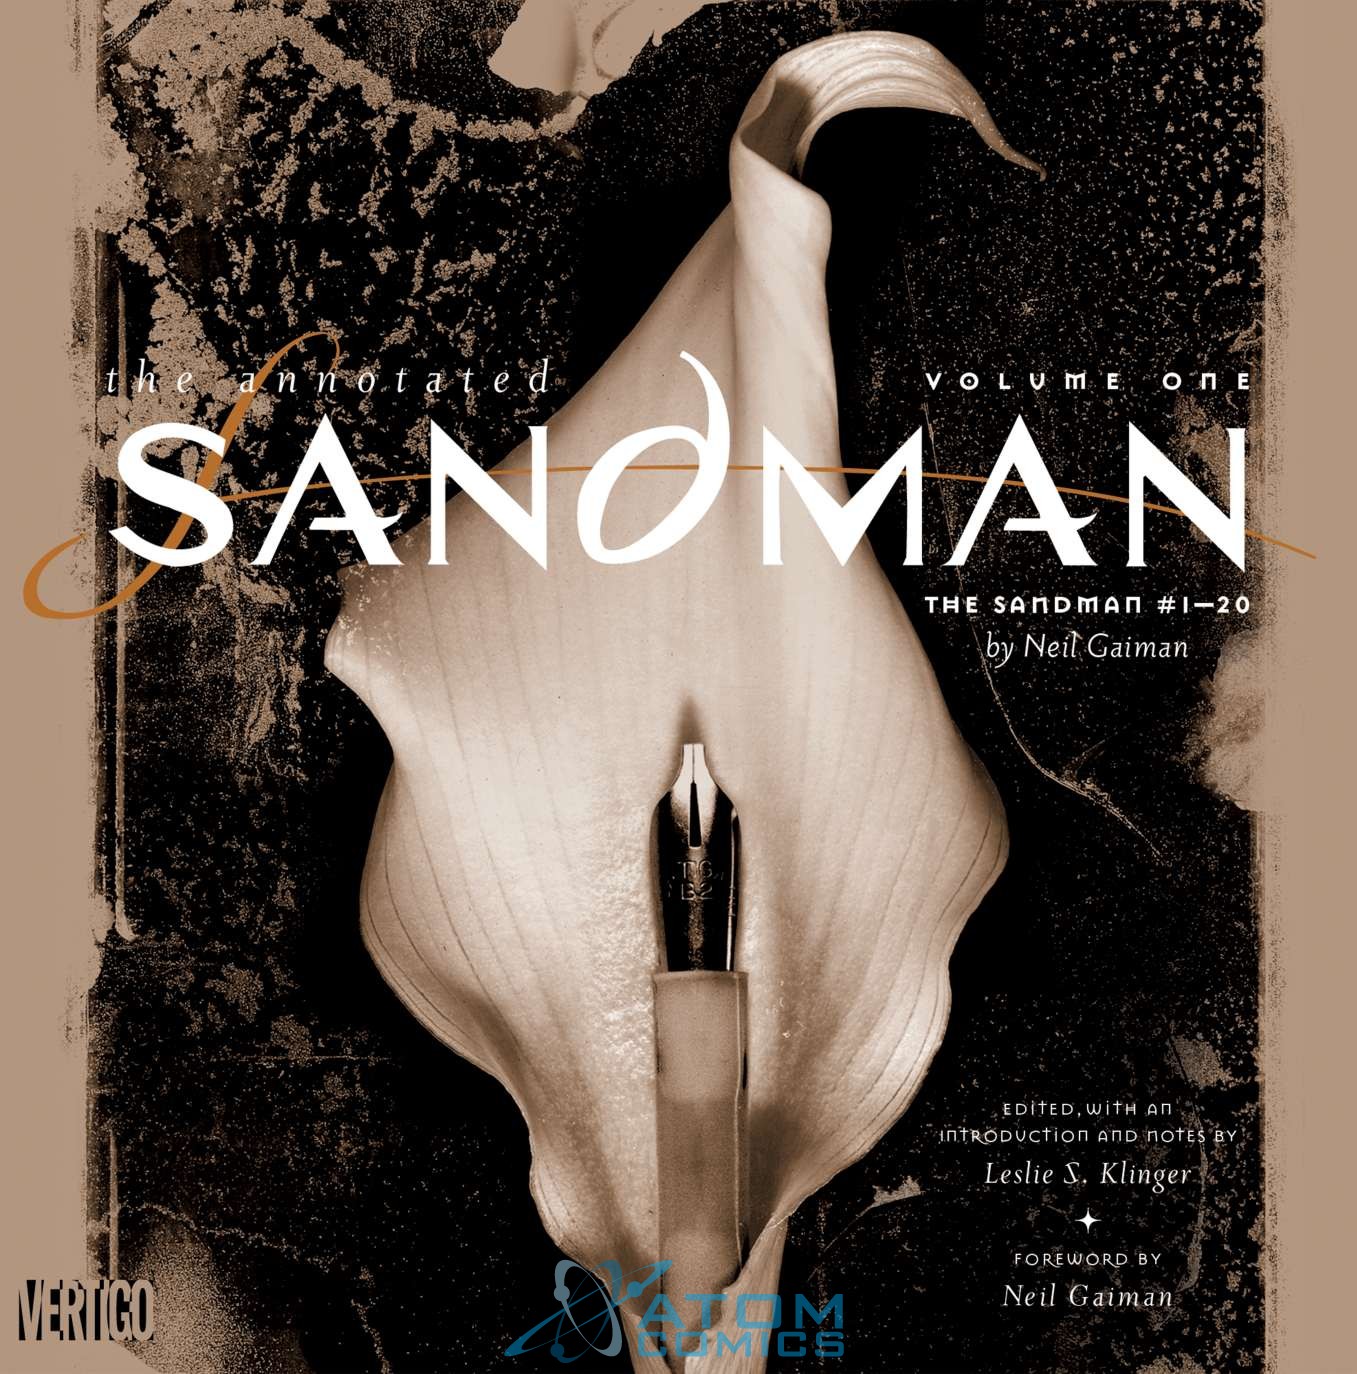 the annotated
VOLUME ONE
SANDMAN
THE SANDMAN #1—20
by Neil Gaiman
EDITED, WITH AN
INTRODUCTION AND NOTES BY
Leslie S. Klinger
FOREWORD BY
Neil Gaiman
VERTIGO
ATOM
COMICS